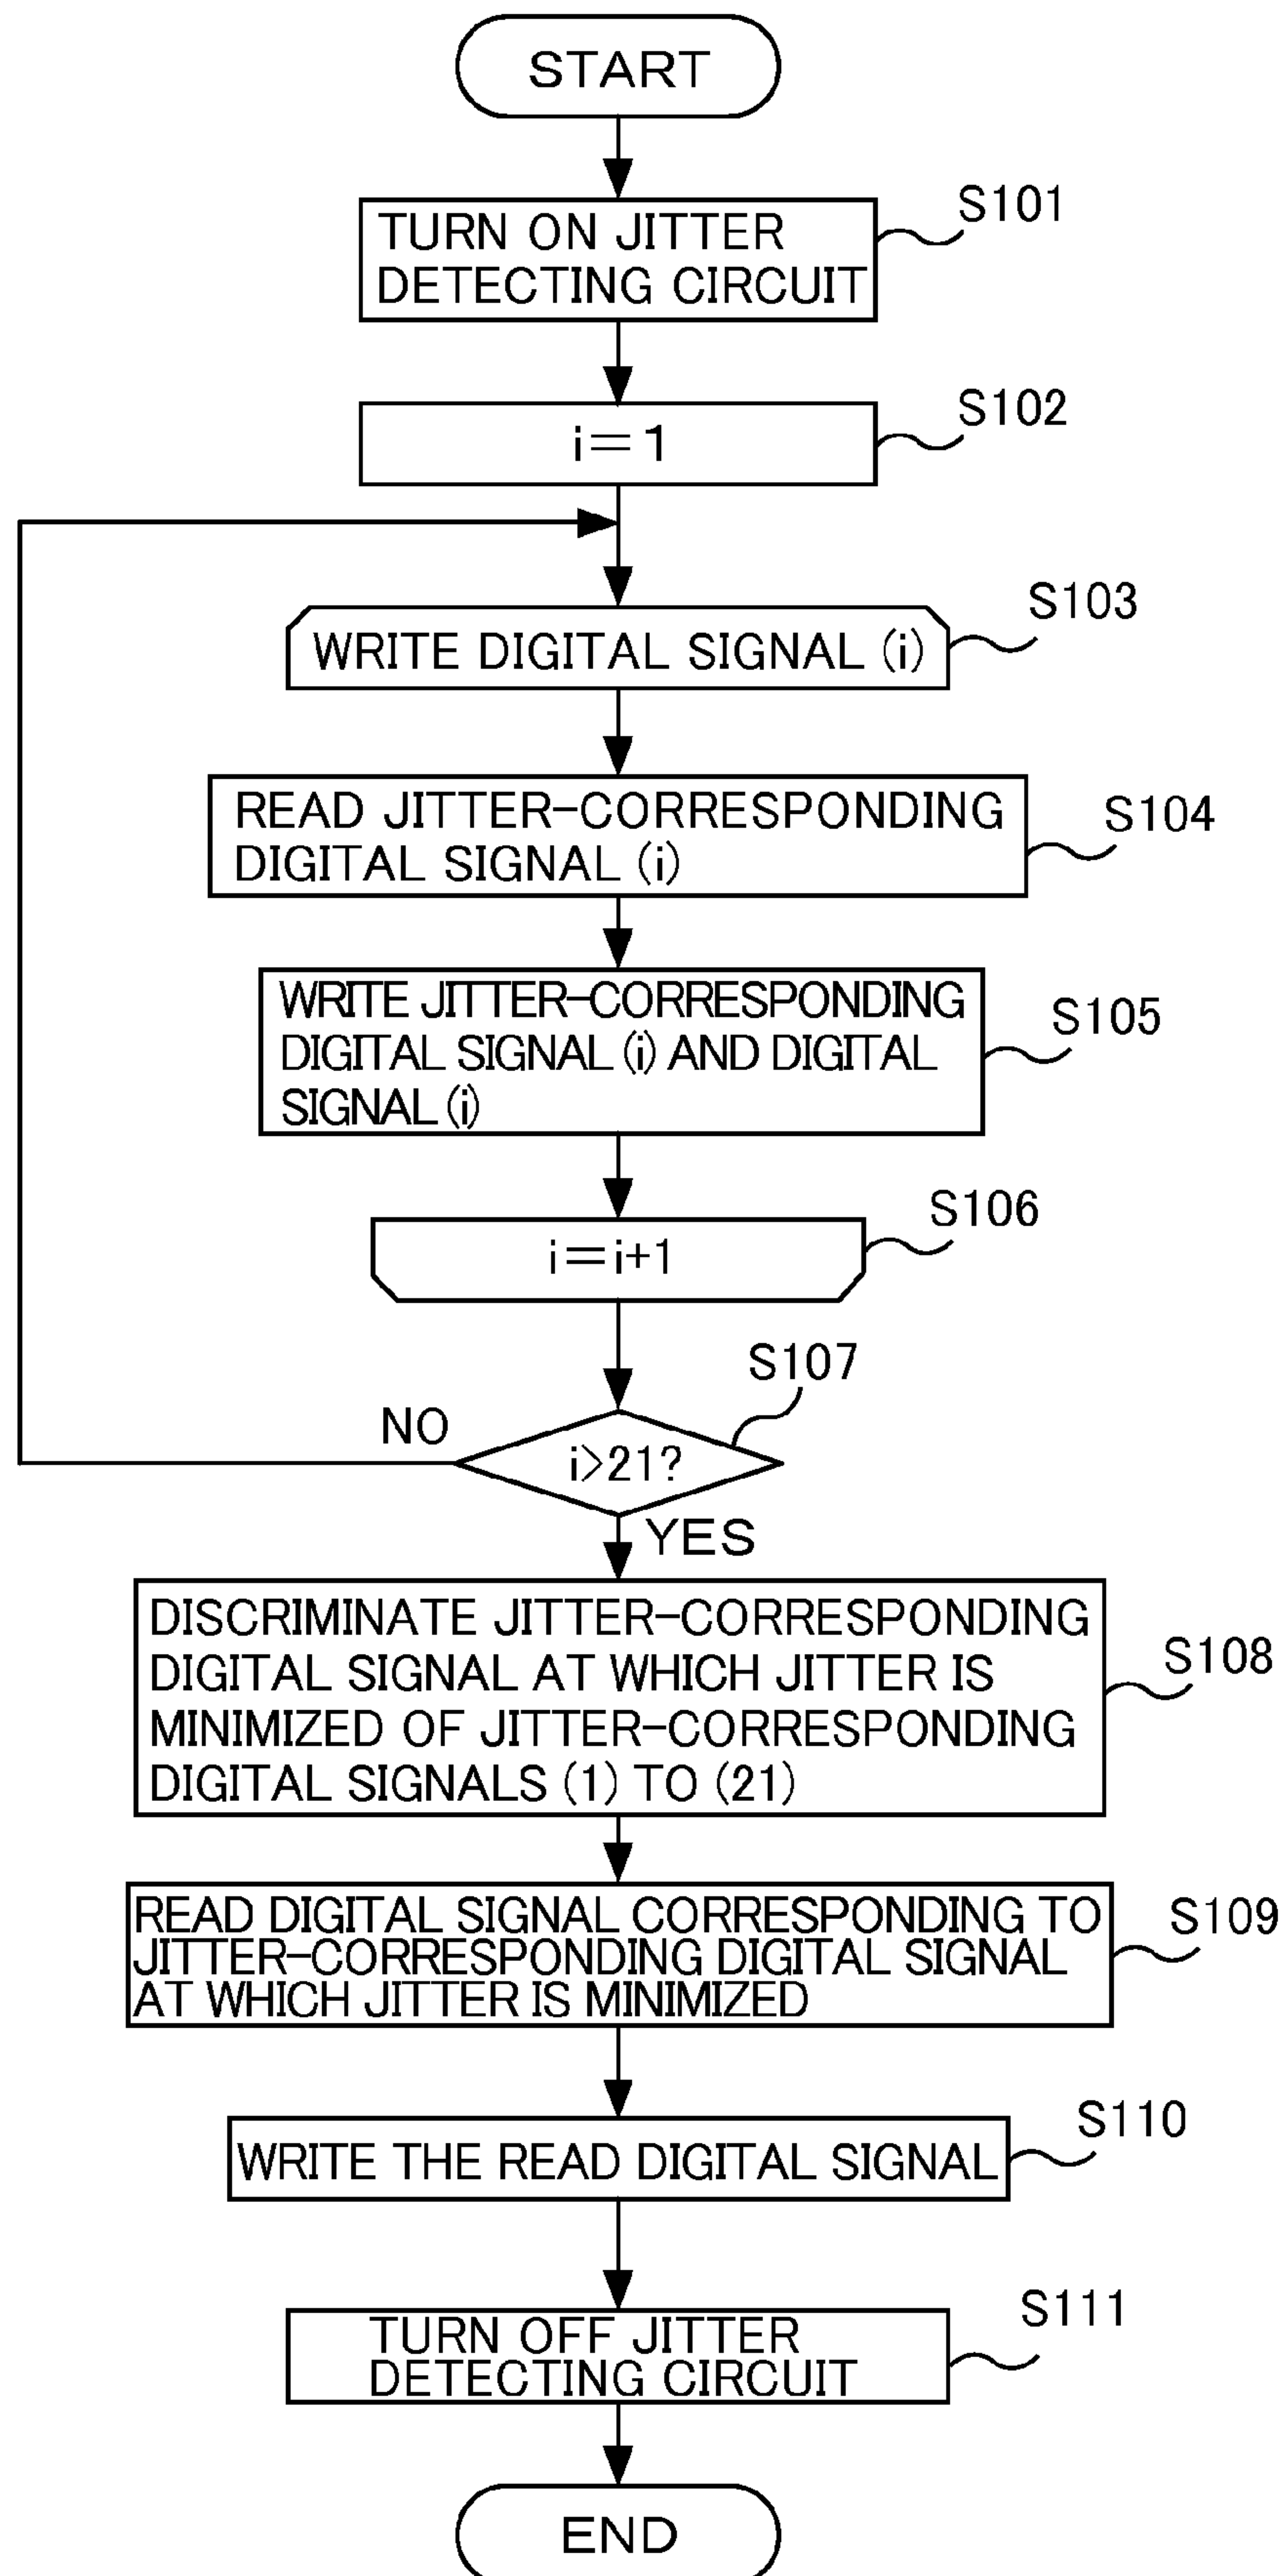 START
S101
TURN ON JITTER
DETECTING CIRCUIT
S102
i=1
S103
WRITE DIGITAL SIGNAL (i)
S104
READ JITTER-CORRESPONDING
DIGITAL SIGNAL (i)
S105
WRITE JITTER-CORRESPONDING
DIGITAL SIGNAL (i) AND DIGITAL
SIGNAL (i)
S106
i=i+1
S107
NO
i>21?
YES
S108
DISCRIMINATE JITTER-CORRESPONDING
DIGITAL SIGNAL AT WHICH JITTER IS
MINIMIZED OF JITTER-CORRESPONDING
DIGITAL SIGNALS (1) TO (21)
S109
READ DIGITAL SIGNAL CORRESPONDING TO
JITTER-CORRESPONDING DIGITAL SIGNAL
AT WHICH JITTER IS MINIMIZED
S110
WRITE THE READ DIGITAL SIGNAL
S111
TURN OFF JITTER
DETECTING CIRCUIT
END